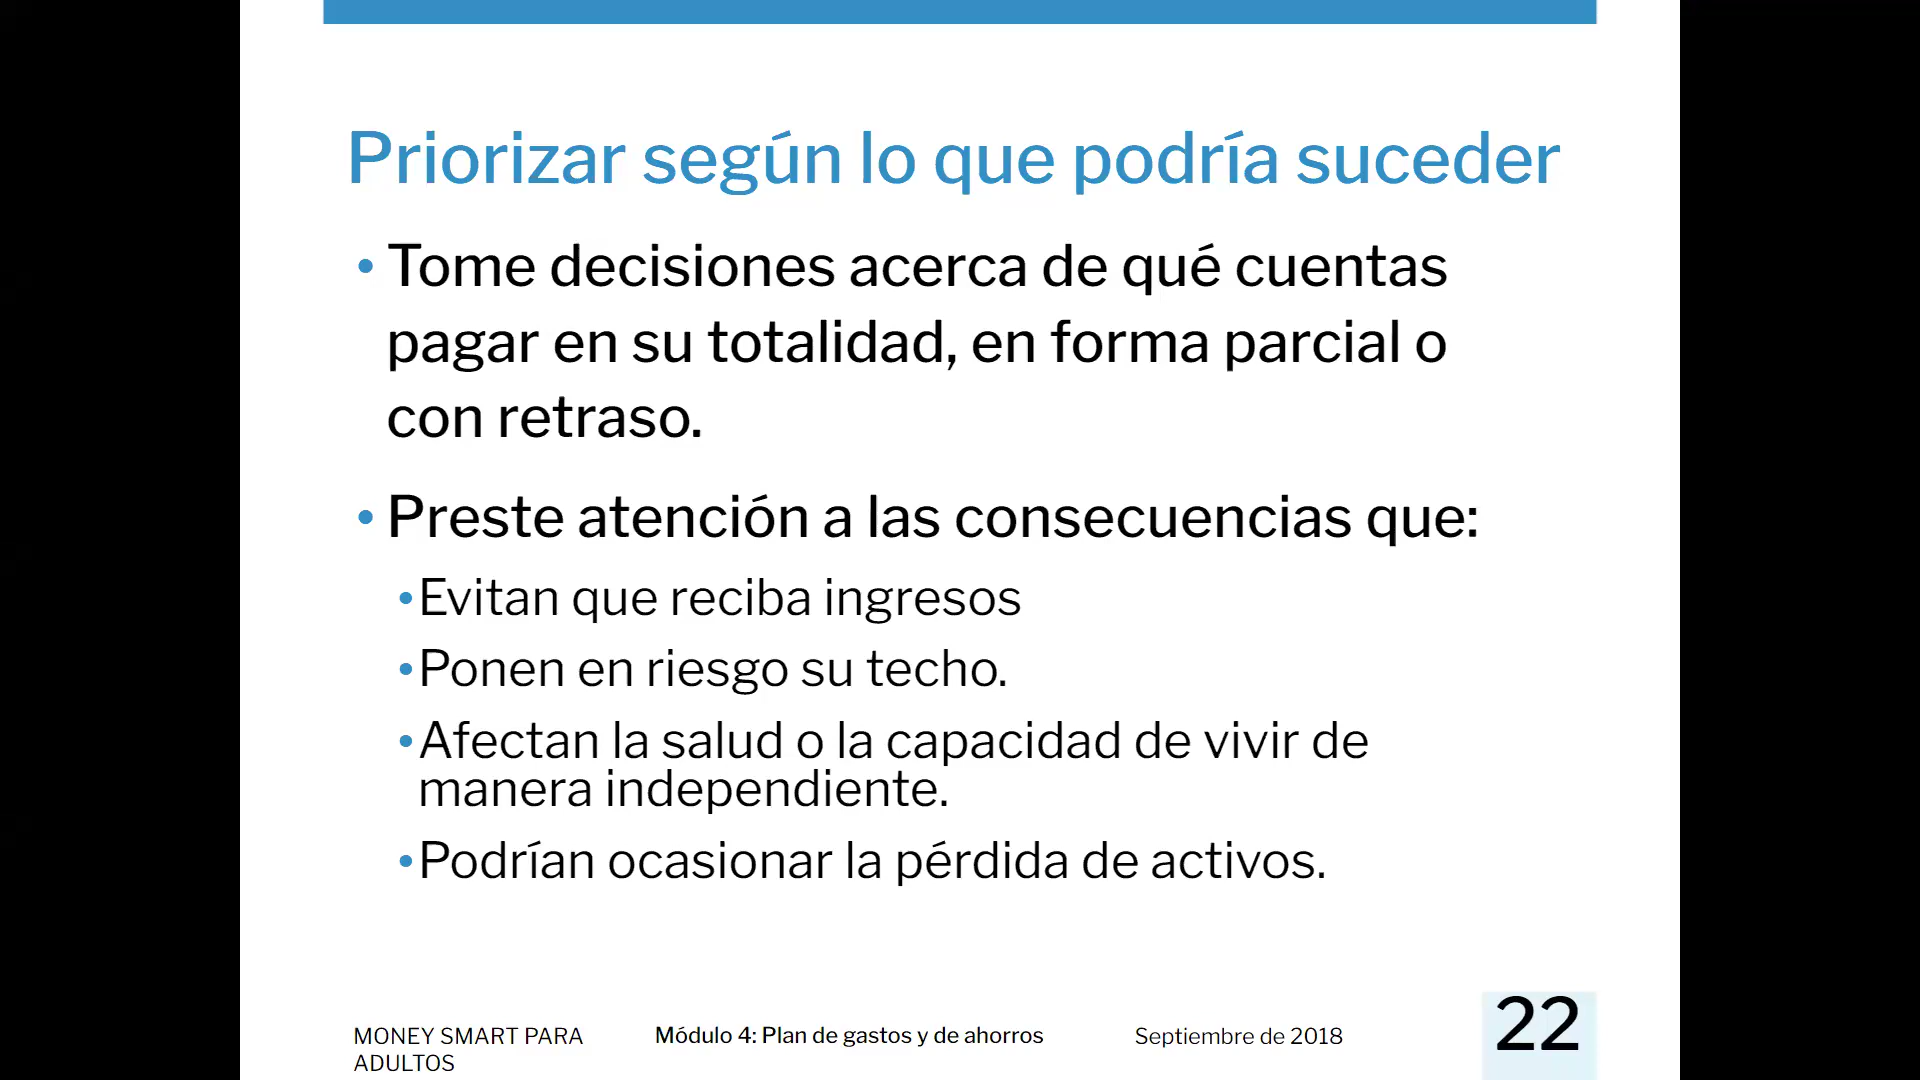 Priorizar según lo que podría suceder
• Tome decisiones acerca de qué cuentas
pagar en su totalidad, en forma parcial o
con retraso.
• Preste atención a las consecuencias que:
•Evitan que reciba ingresos
•Ponen en riesgo su techo.
•Afectan la salud o la capacidad de vivir de
manera independiente.
•Podrían ocasionar la pérdida de activos.
MONEY SMART PARA
ADULTOS
Módulo 4: Plan de gastos y de ahorros
Septiembre de 2018
22